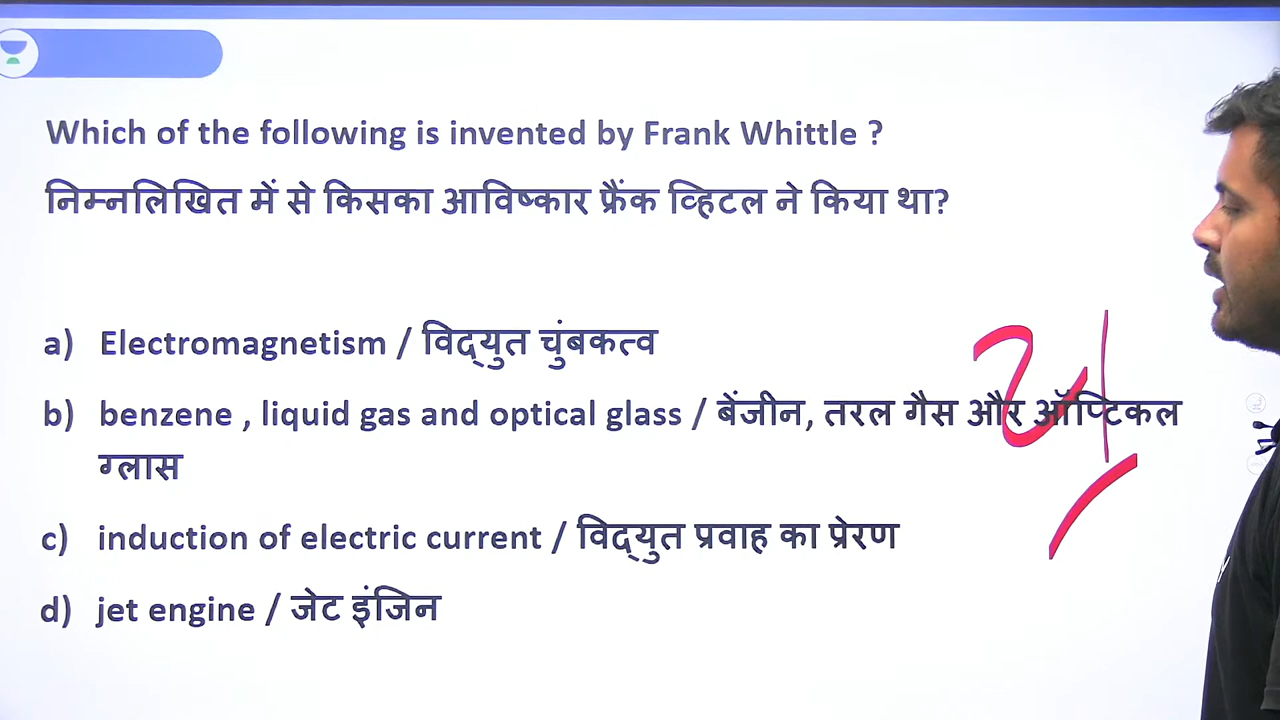 Which of the following is invented by Frank Whittle ?
निम्नलिखित में से किसका आविष्कार फ्रैंक व्हिटल ने किया था?
a) Electromagnetism / विद्युत चुंबकत्व
b) benzene , liquid gas and optical glass / बेंजीन, तरल गैस और ऑप्टिकल
ग्लास
c) induction of electric current / विद्युत प्रवाह का प्रेरण
d) jet engine / जेट इंजिन